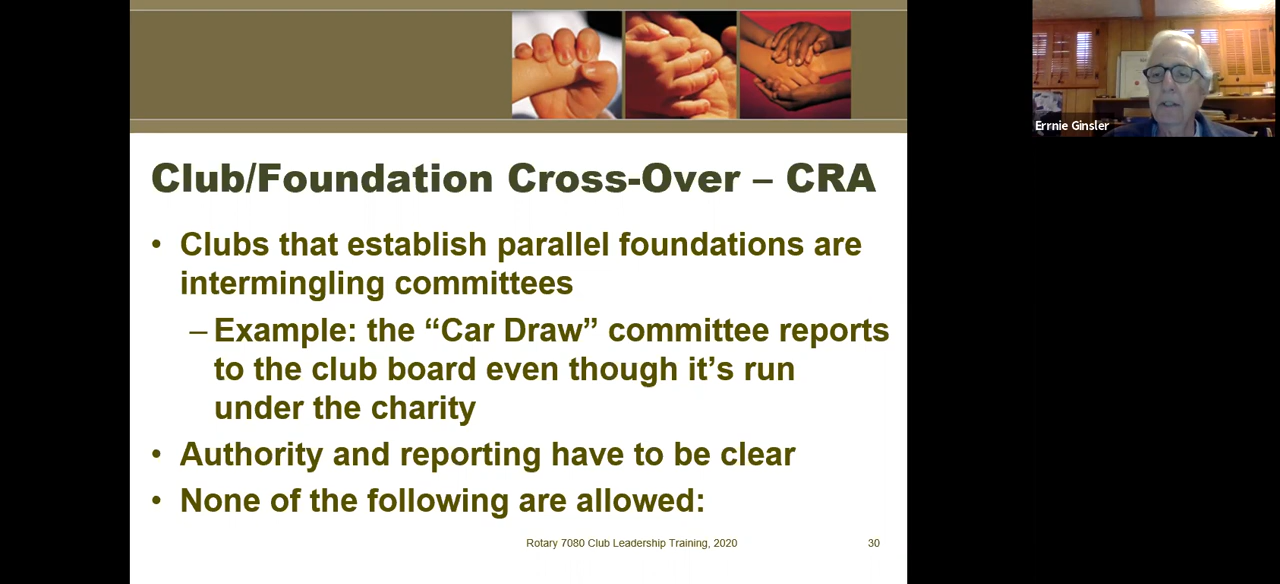 Errnie Ginsler
Club/Foundation Cross-Over – CRA
• Clubs that establish parallel foundations are
intermingling committees
– Example: the “Car Draw” committee reports
to the club board even though it’s run
under the charity
• Authority and reporting have to be clear
• None of the following are allowed:
Rotary 7080 Club Leadership Training, 2020
30